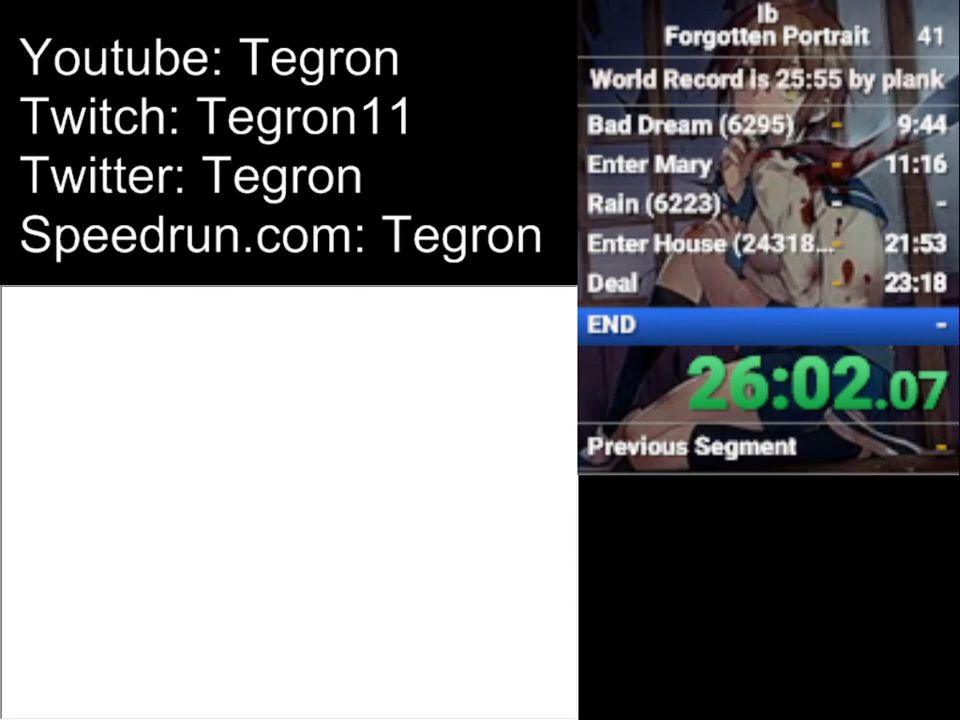 Youtube: Tegron
Twitch: Tegron11
Twitter: Tegron
Speedrun.com: Tegron
Ib
Forgotten Portrait 41
World Record is 25:55 by plank
Bad Dream (6295) - 9:44
Enter Mary - 11:16
Rain (6223) - -
Enter House (24318... - 21:53
Deal - 23:18
END -
26:02.07
Previous Segment -